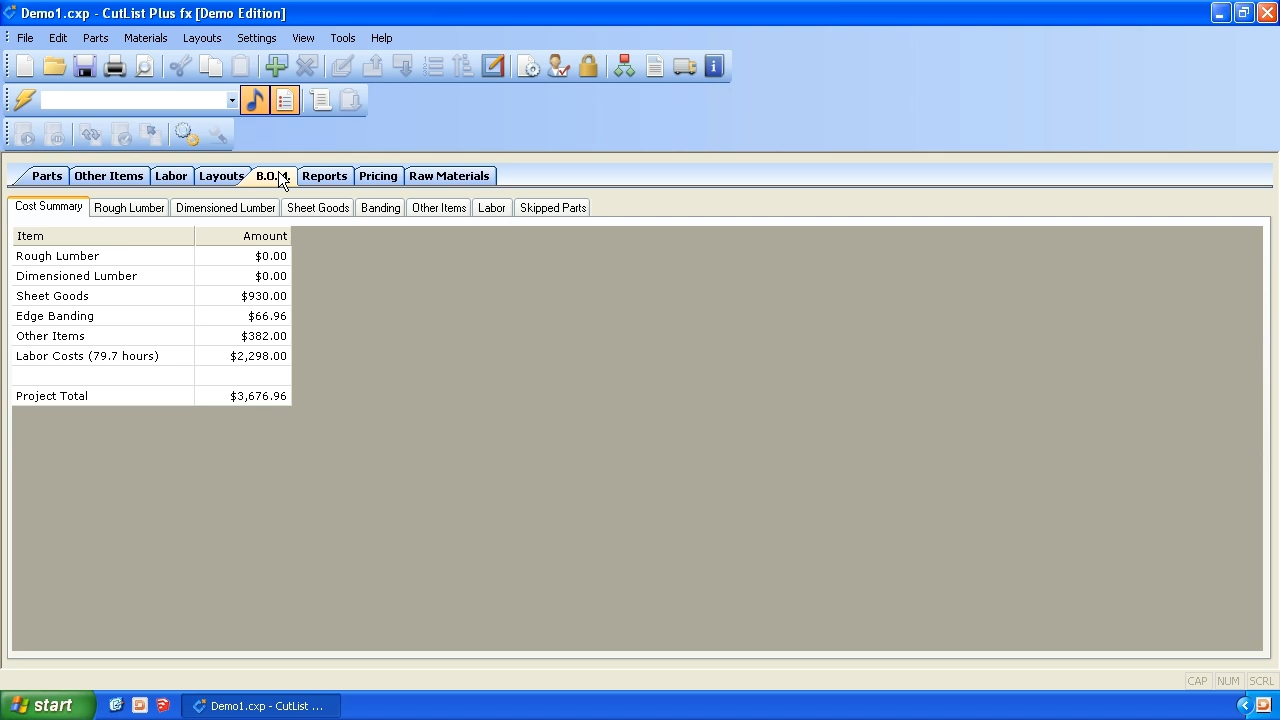 Demo1.cxp - CutList Plus fx [Demo Edition]
File Edit Parts Materials Layouts Settings View Tools Help
Parts Other Items Labor Layouts B.O.M. Reports Pricing Raw Materials
Cost Summary Rough Lumber Dimensioned Lumber Sheet Goods Banding Other Items Labor Skipped Parts
Item Amount
Rough Lumber $0.00
Dimensioned Lumber $0.00
Sheet Goods $930.00
Edge Banding $66.96
Other Items $382.00
Labor Costs (79.7 hours) $2,298.00
Project Total $3,676.96
CAP NUM SCRL
start Demo1.cxp - CutList ...